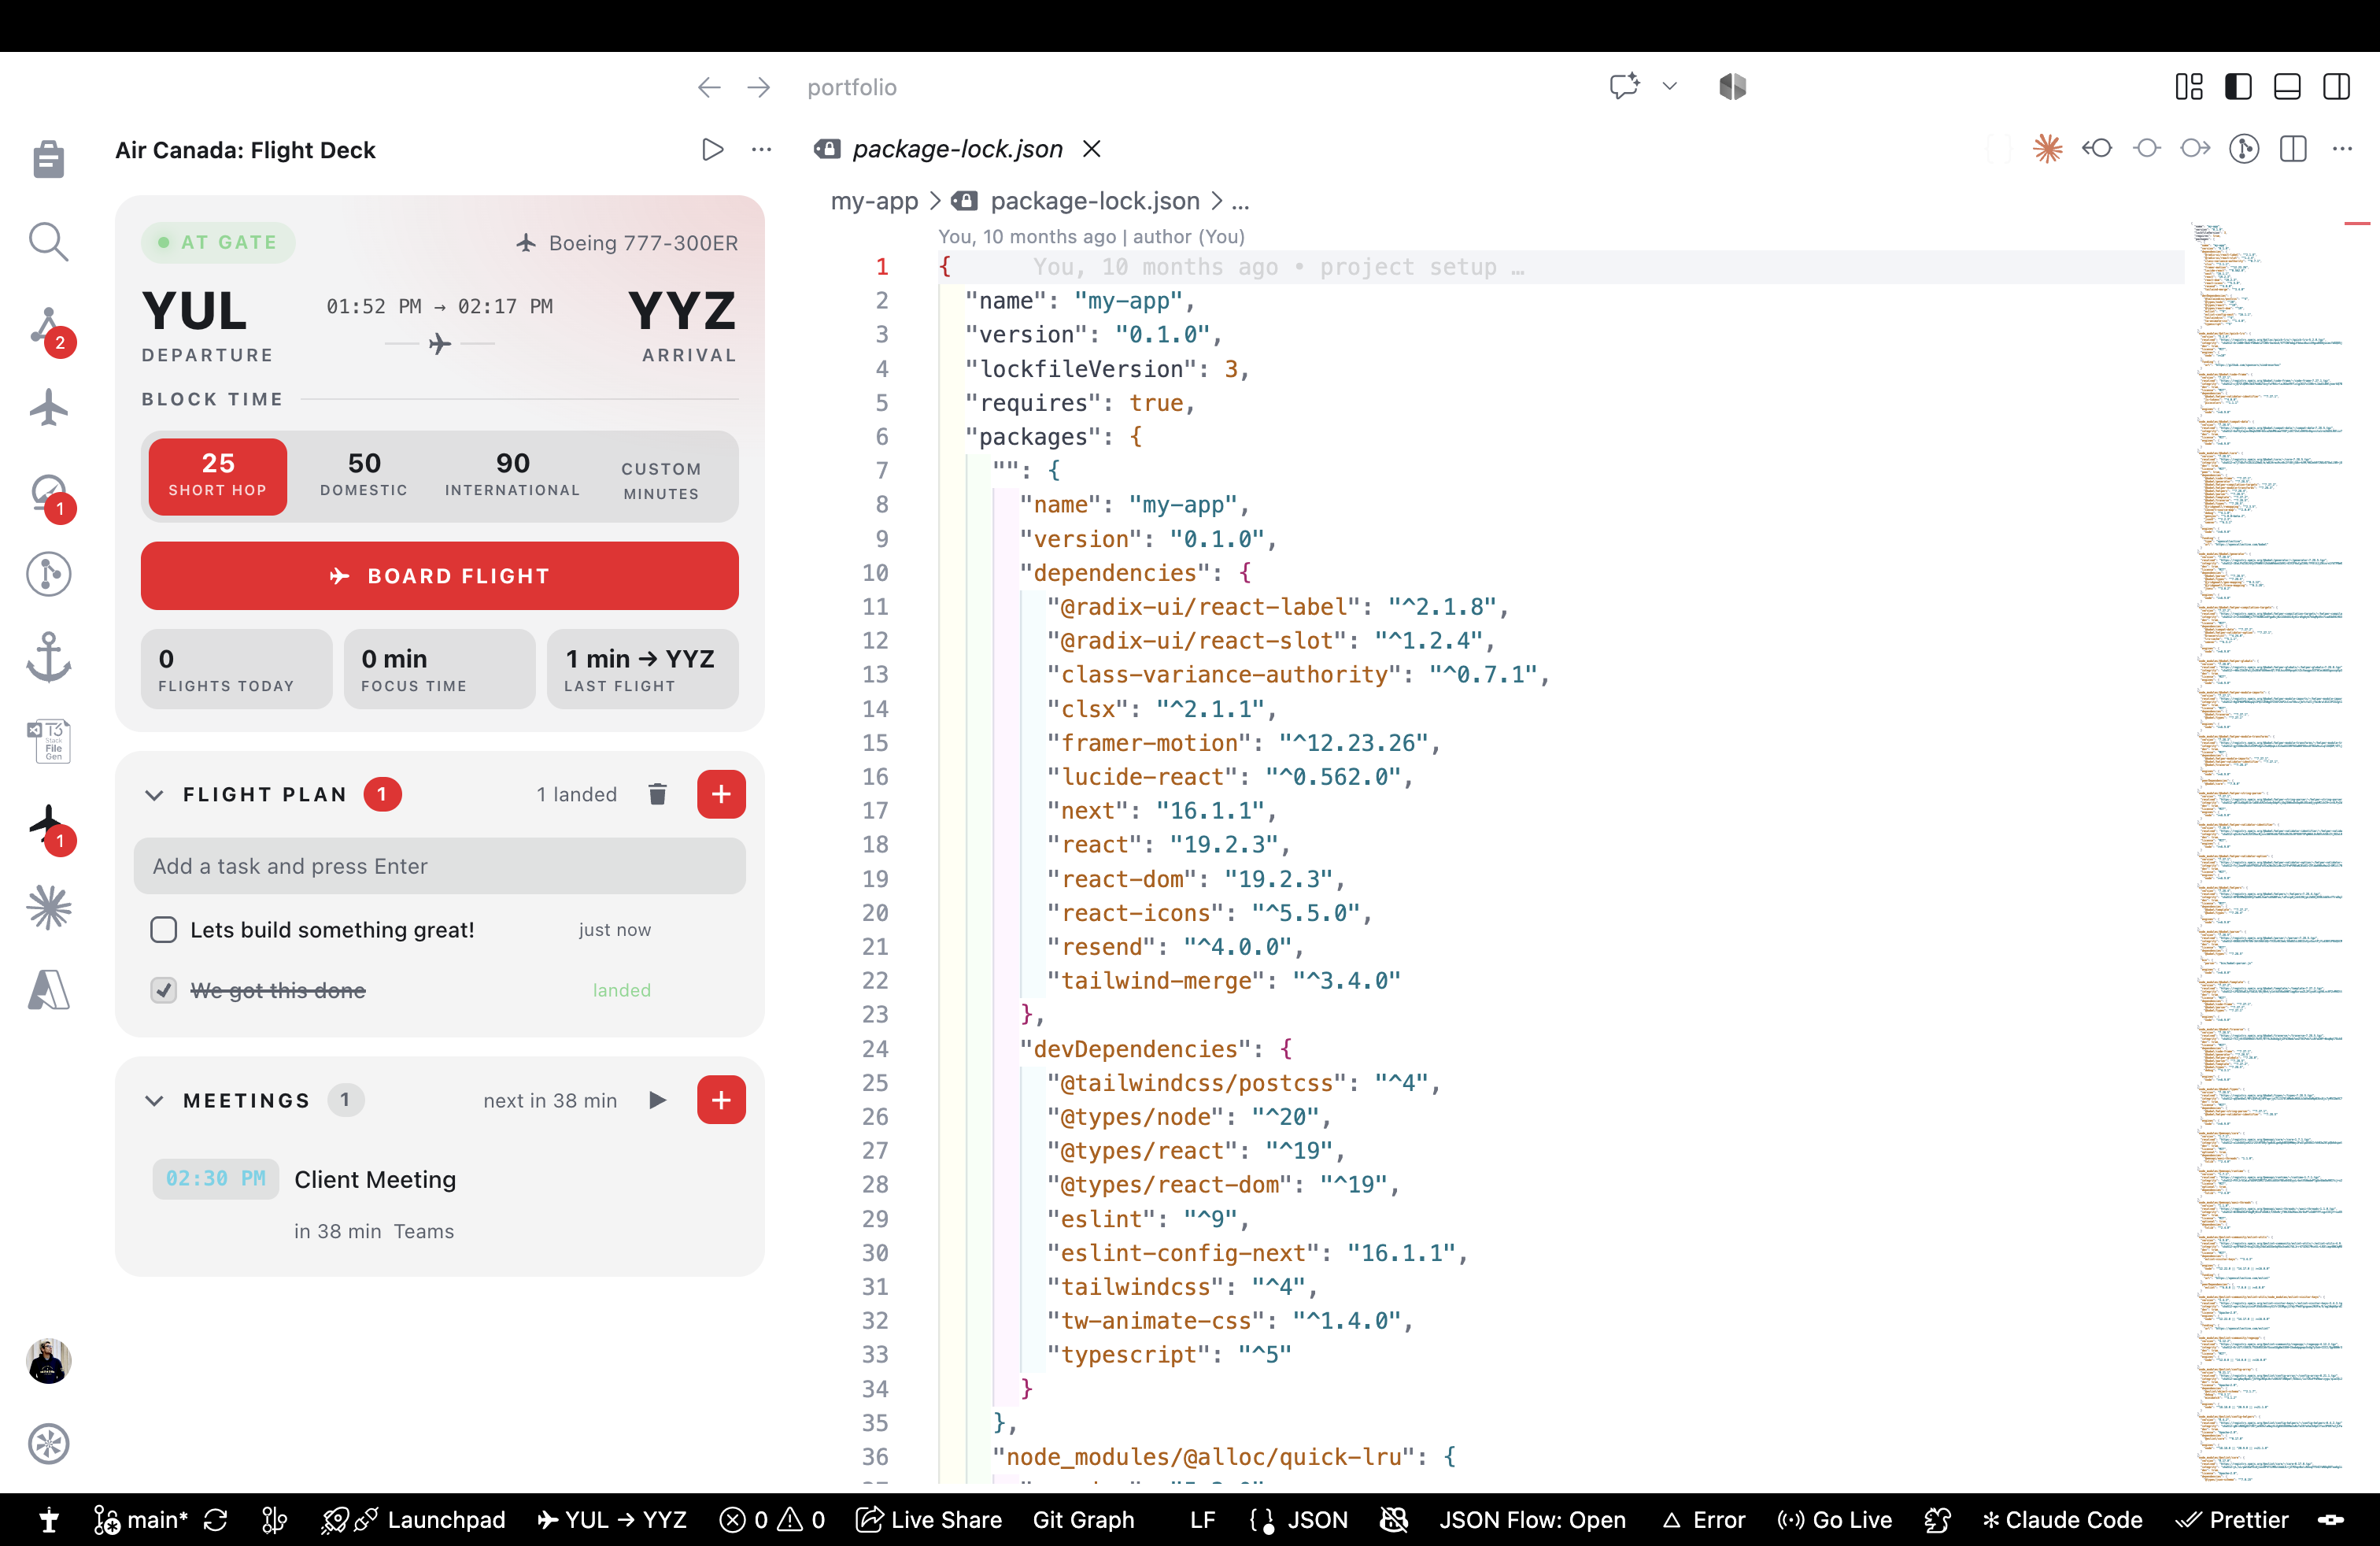 portfolio
Air Canada: Flight Deck
AT GATE
Boeing 777-300ER
YUL
01:52 PM → 02:17 PM
YYZ
DEPARTURE
ARRIVAL
BLOCK TIME
25
50
90
CUSTOM
SHORT HOP
DOMESTIC
INTERNATIONAL
MINUTES
BOARD FLIGHT
0
0 min
1 min → YYZ
FLIGHTS TODAY
FOCUS TIME
LAST FLIGHT
FLIGHT PLAN 1
1 landed
+
Add a task and press Enter
Lets build something great!
just now
We got this done
landed
MEETINGS 1
next in 38 min
+
02:30 PM Client Meeting
in 38 min Teams
2
1
T3
Stack
File
Gen
1
package-lock.json
my-app > package-lock.json > ...
You, 10 months ago | author (You)
1 { You, 10 months ago • project setup …
2 "name": "my-app",
3 "version": "0.1.0",
4 "lockfileVersion": 3,
5 "requires": true,
6 "packages": {
7 "": {
8 "name": "my-app",
9 "version": "0.1.0",
10 "dependencies": {
11 "@radix-ui/react-label": "^2.1.8",
12 "@radix-ui/react-slot": "^1.2.4",
13 "class-variance-authority": "^0.7.1",
14 "clsx": "^2.1.1",
15 "framer-motion": "^12.23.26",
16 "lucide-react": "^0.562.0",
17 "next": "16.1.1",
18 "react": "19.2.3",
19 "react-dom": "19.2.3",
20 "react-icons": "^5.5.0",
21 "resend": "^4.0.0",
22 "tailwind-merge": "^3.4.0"
23 },
24 "devDependencies": {
25 "@tailwindcss/postcss": "^4",
26 "@types/node": "^20",
27 "@types/react": "^19",
28 "@types/react-dom": "^19",
29 "eslint": "^9",
30 "eslint-config-next": "16.1.1",
31 "tailwindcss": "^4",
32 "tw-animate-css": "^1.4.0",
33 "typescript": "^5"
34 }
35 },
36 "node_modules/@alloc/quick-lru": {
main*
Launchpad
YUL → YYZ
0
0
Live Share
Git Graph
LF
JSON
JSON Flow: Open
Error
Go Live
Claude Code
Prettier